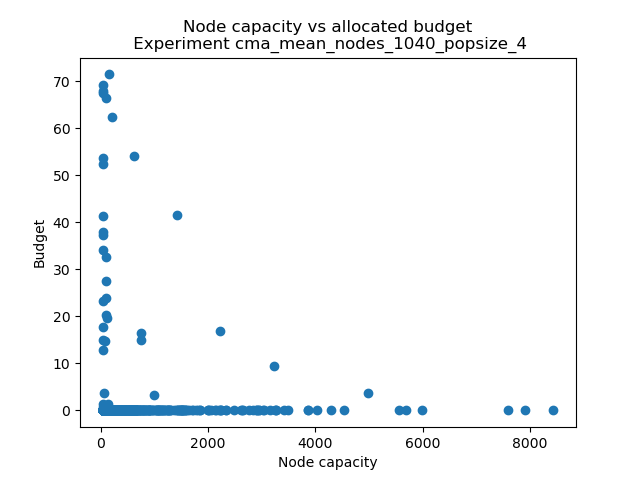 Node capacity vs allocated budget
Experiment cma_mean_nodes_1040_popsize_4
70
60
50
40
30
20
10
0
Budget
0 2000 4000 6000 8000
Node capacity